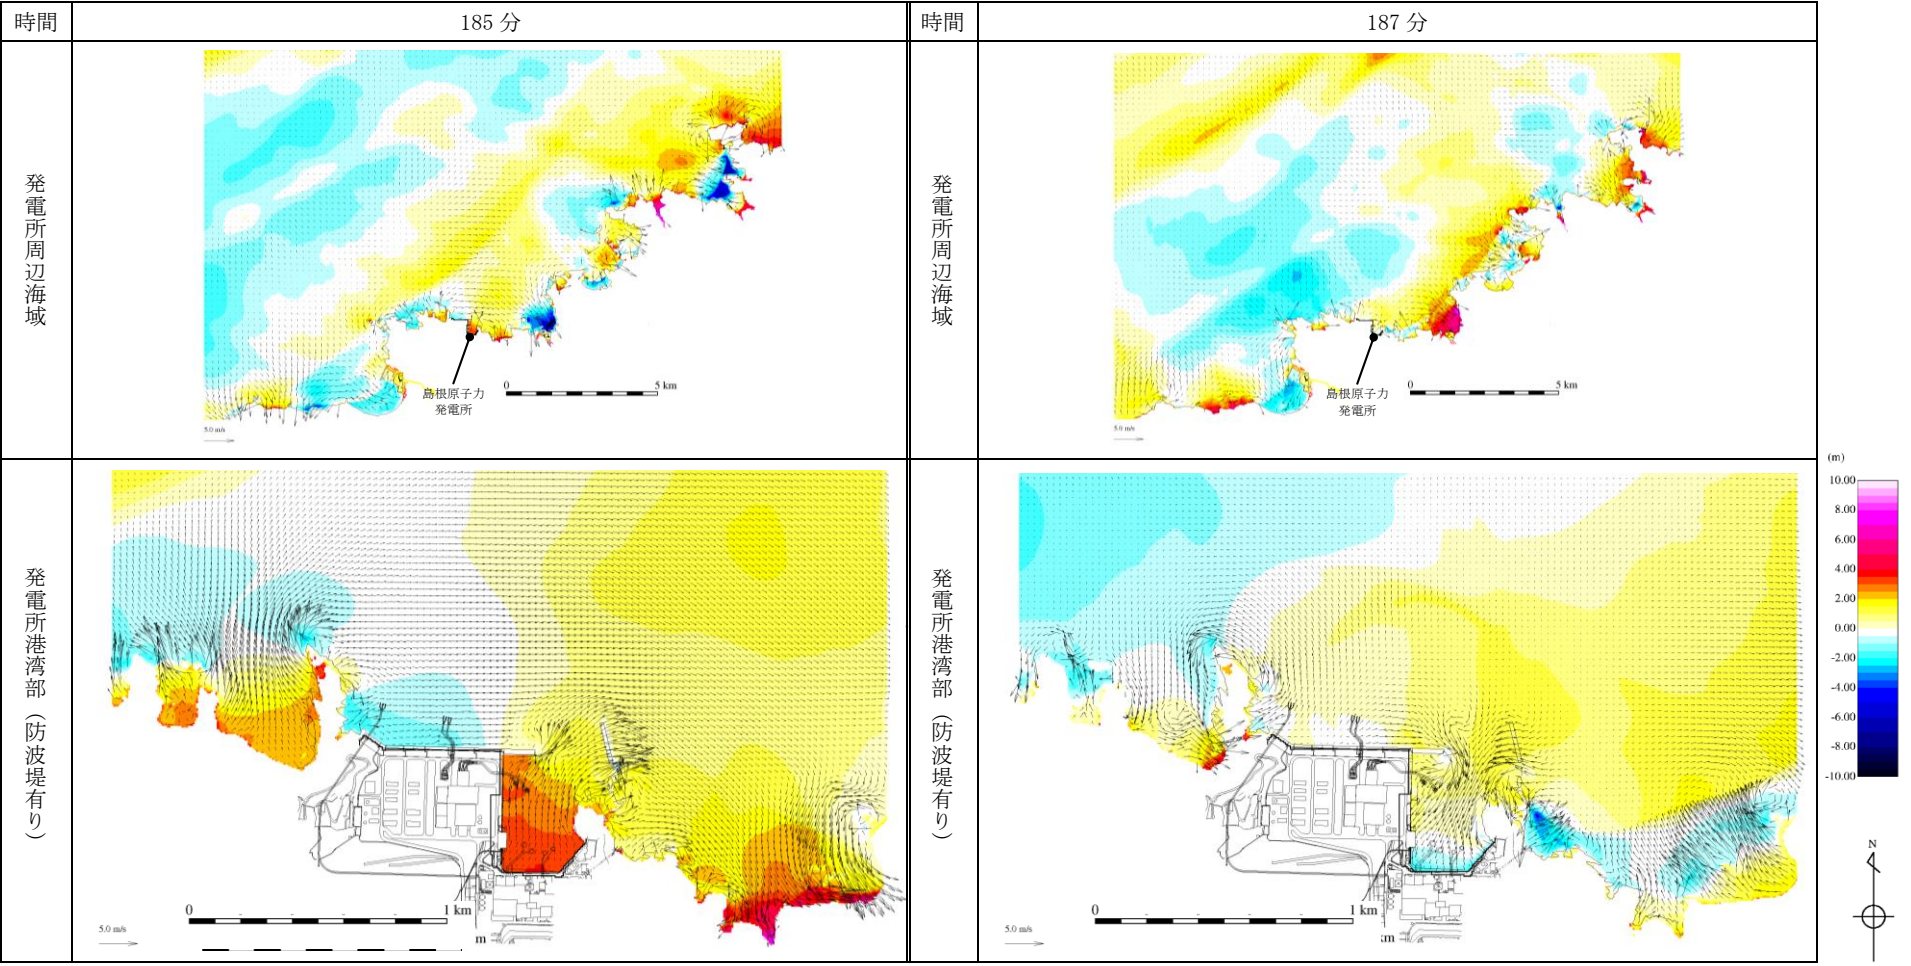 時間
185 分
時間
187 分
発電所周辺海域
島根原子力
発電所
0
5 km
5.0 m/s
発電所周辺海域
島根原子力
発電所
0
5 km
5.0 m/s
発電所港湾部（防波堤有り）
0
1 km
5.0 m/s
m
発電所港湾部（防波堤有り）
0
1 km
5.0 m/s
km
(m)
10.00
8.00
6.00
4.00
2.00
0.00
-2.00
-4.00
-6.00
-8.00
-10.00
N